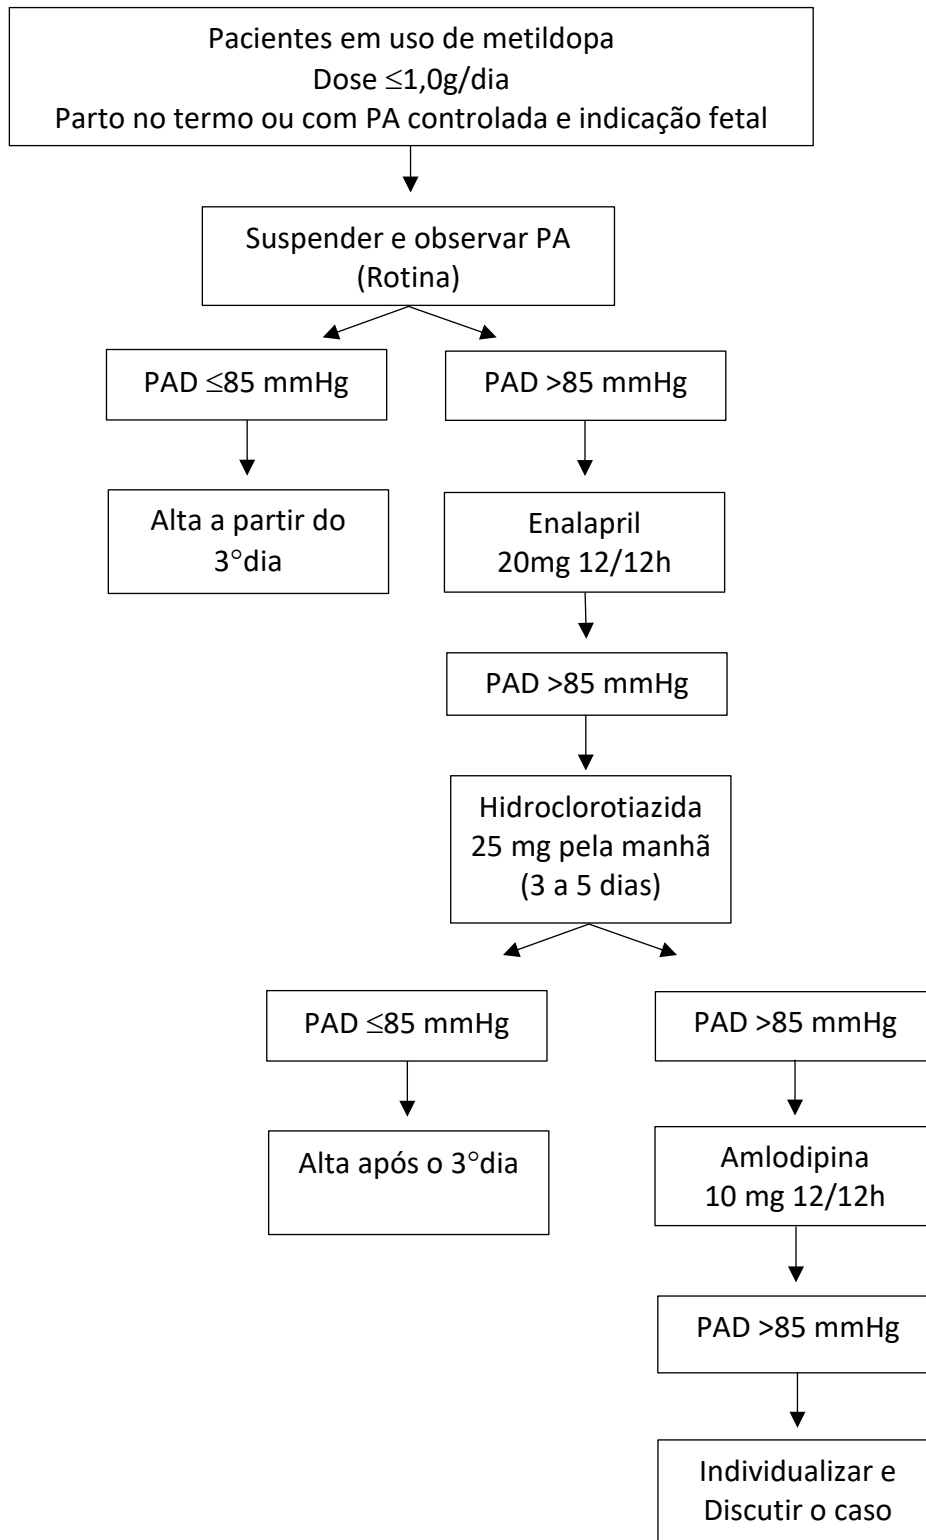 Pacientes em uso de metildopa
Dose ≤1,0g/dia
Parto no termo ou com PA controlada e indicação fetal
Suspender e observar PA
(Rotina)
PAD ≤85 mmHg
PAD >85 mmHg
Alta a partir do
3°dia
Enalapril
20mg 12/12h
PAD >85 mmHg
Hidroclorotiazida
25 mg pela manhã
(3 a 5 dias)
PAD ≤85 mmHg
PAD >85 mmHg
Alta após o 3°dia
Amlodipina
10 mg 12/12h
PAD >85 mmHg
Individualizar e
Discutir o caso